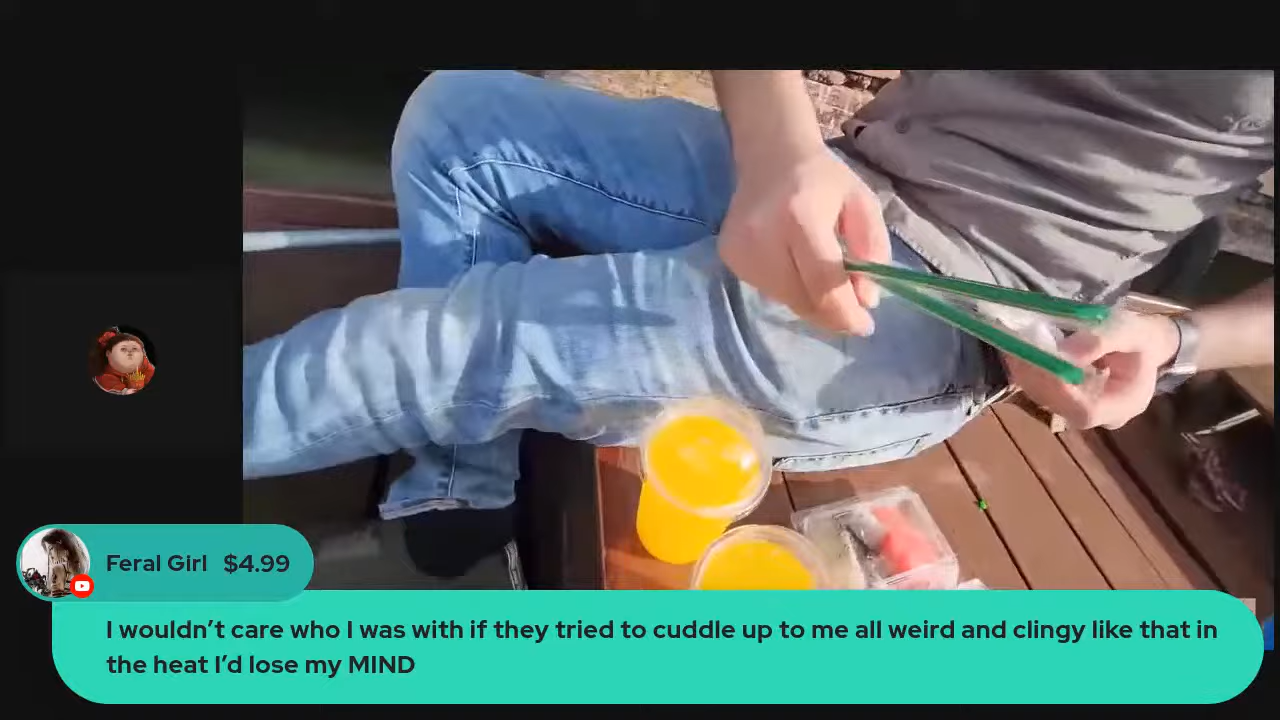 Feral Girl $4.99
I wouldn’t care who I was with if they tried to cuddle up to me all weird and clingy like that in
the heat I’d lose my MIND